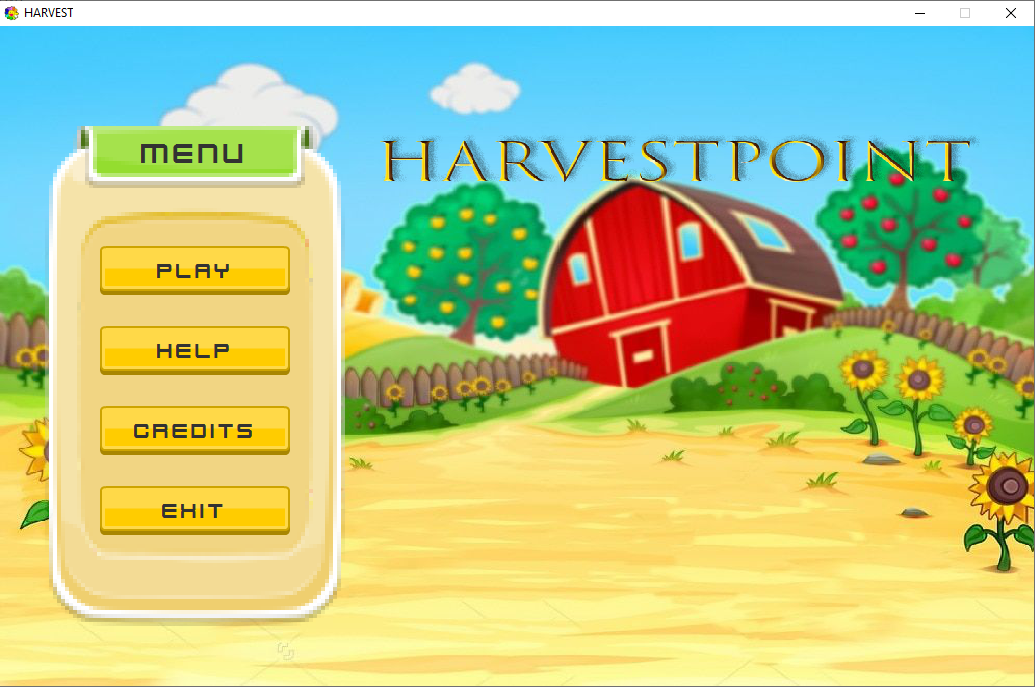 HARVEST
MENU
HARVESTPOINT
PLAY
HELP
CREDITS
EXIT